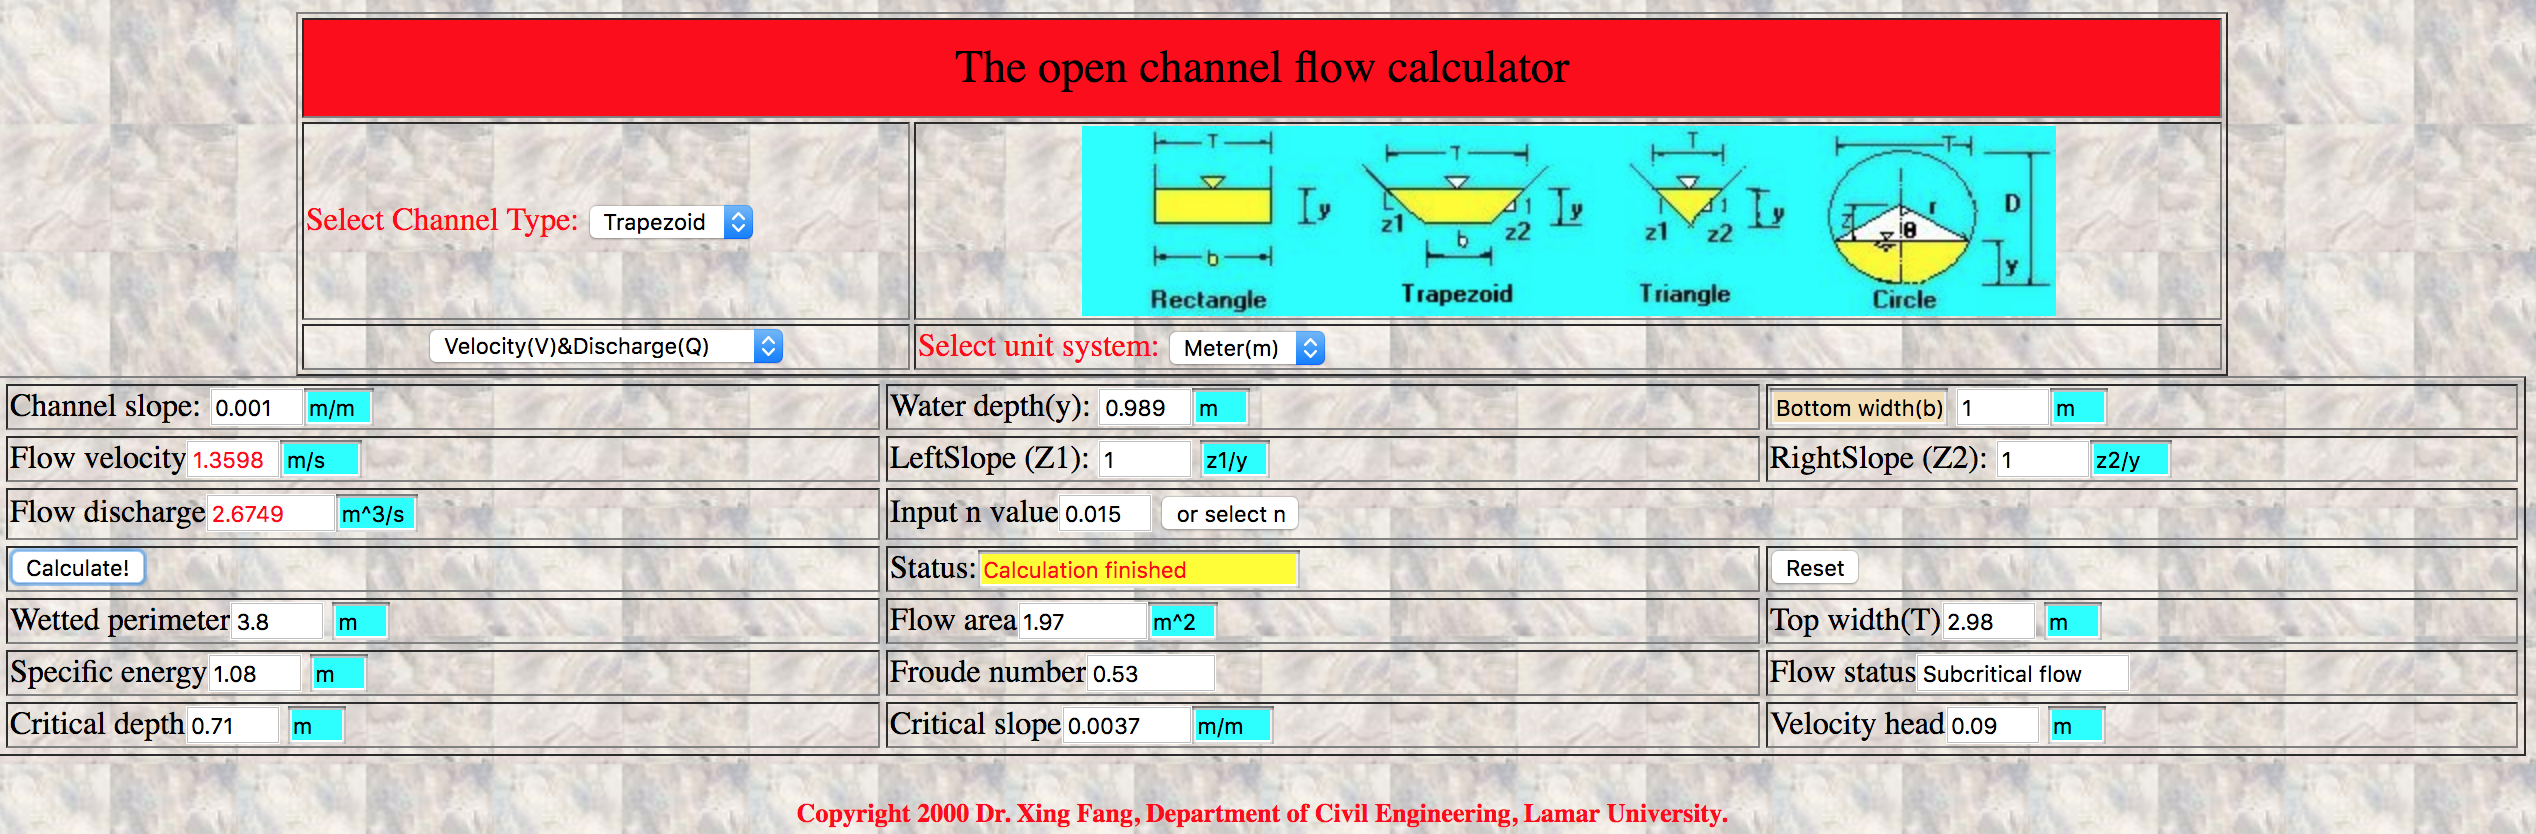 The open channel flow calculator
Select Channel Type: Trapezoid
T T T T
y z1 1 y z1 1 y z r D
b z2 z2 θ
b y
Rectangle Trapezoid Triangle Circle
Velocity(V)&Discharge(Q) Select unit system: Meter(m)
Channel slope: 0.001 m/m Water depth(y): 0.989 m Bottom width(b) 1 m
Flow velocity 1.3598 m/s LeftSlope (Z1): 1 z1/y RightSlope (Z2): 1 z2/y
Flow discharge 2.6749 m^3/s Input n value 0.015 or select n
Calculate! Status: Calculation finished Reset
Wetted perimeter 3.8 m Flow area 1.97 m^2 Top width(T) 2.98 m
Specific energy 1.08 m Froude number 0.53 Flow status Subcritical flow
Critical depth 0.71 m Critical slope 0.0037 m/m Velocity head 0.09 m
Copyright 2000 Dr. Xing Fang, Department of Civil Engineering, Lamar University.